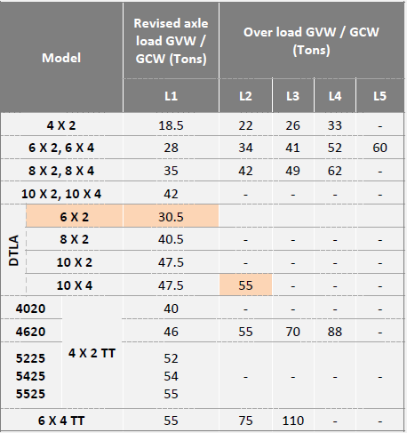 Model Revised axle load GVW / GCW (Tons) Over load GVW / GCW (Tons)
L1 L2 L3 L4 L5
4 X 2 18.5 22 26 33 -
6 X 2, 6 X 4 28 34 41 52 60
8 X 2, 8 X 4 35 42 49 62 -
10 X 2, 10 X 4 42
DTLA
6 X 2 30.5
8 X 2 40.5 - - - -
10 X 2 47.5 - - - -
10 X 4 47.5 55 - - -
4020 40 - - - -
4620 46 55 70 88 -
4 X 2 TT
5225 52
5425 54 - - - -
5525 55
6 X 4 TT 55 75 110 - -